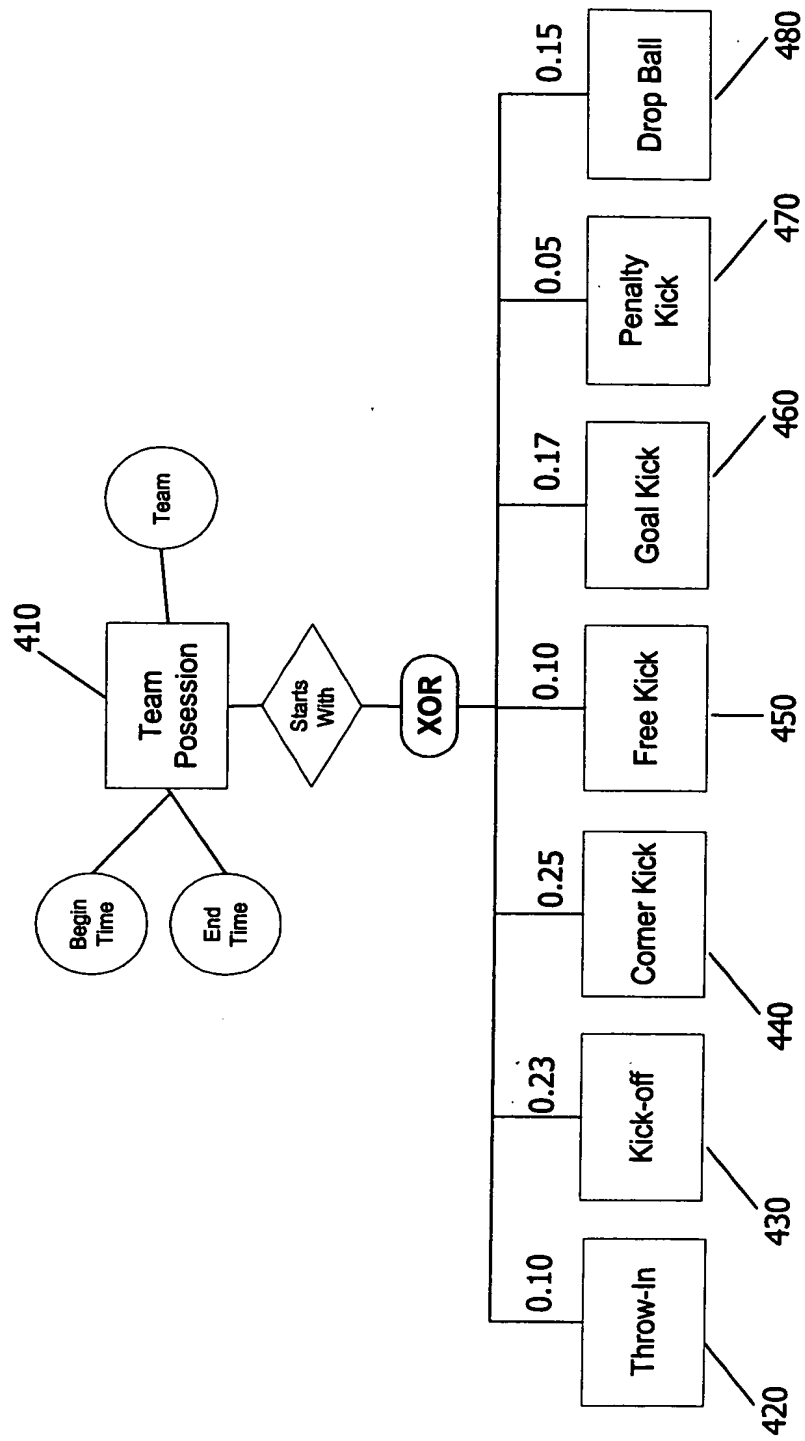 410
Team
Posession
Begin
Time
End
Time
Team
Starts
With
XOR
0.10
0.23
0.25
0.10
0.17
0.05
0.15
Throw-In
Kick-off
Corner Kick
Free Kick
Goal Kick
Penalty
Kick
Drop Ball
420
430
440
450
460
470
480